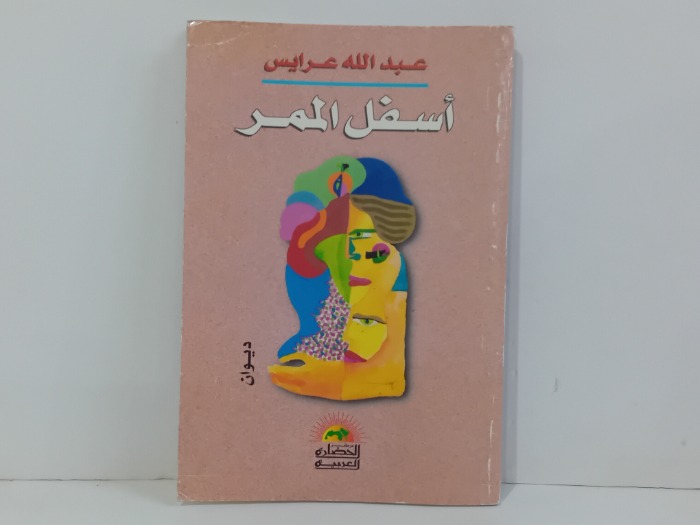 عبد الله عرايس
أسفل الممر
ديوان
الحضارة
العربية